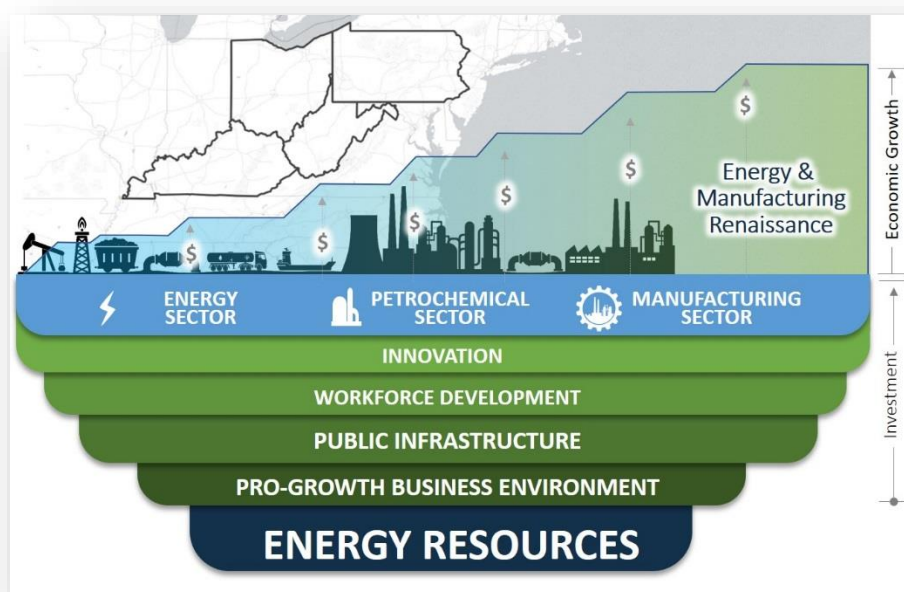 $
$
$
$
$
$
Energy &
Manufacturing
Renaissance
Economic Growth
ENERGY
SECTOR
PETROCHEMICAL
SECTOR
MANUFACTURING
SECTOR
INNOVATION
WORKFORCE DEVELOPMENT
PUBLIC INFRASTRUCTURE
PRO-GROWTH BUSINESS ENVIRONMENT
ENERGY RESOURCES
Investment